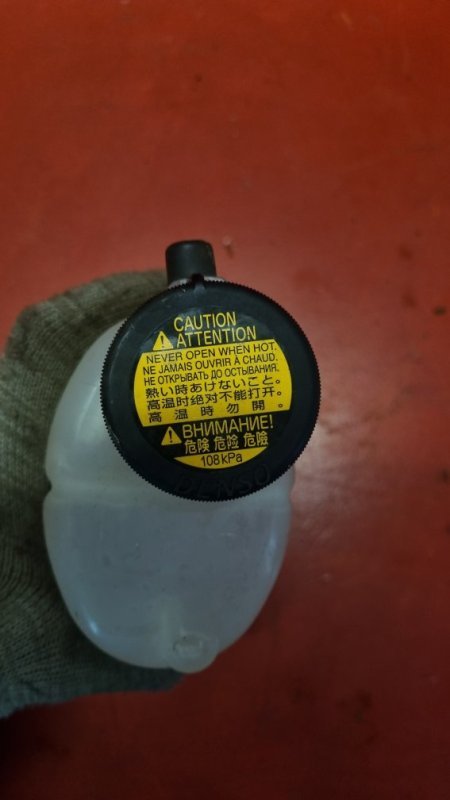 CAUTION
ATTENTION
NEVER OPEN WHEN HOT.
NE JAMAIS OUVRIR À CHAUD.
НЕ ОТКРЫВАТЬ ДО ОСТЫВАНИЯ.
熱い時あけないこと。
高温时绝对不能打开。
高温時勿開。
ВНИМАНИЕ!
危険 危险 危險
108kPa
DENSO